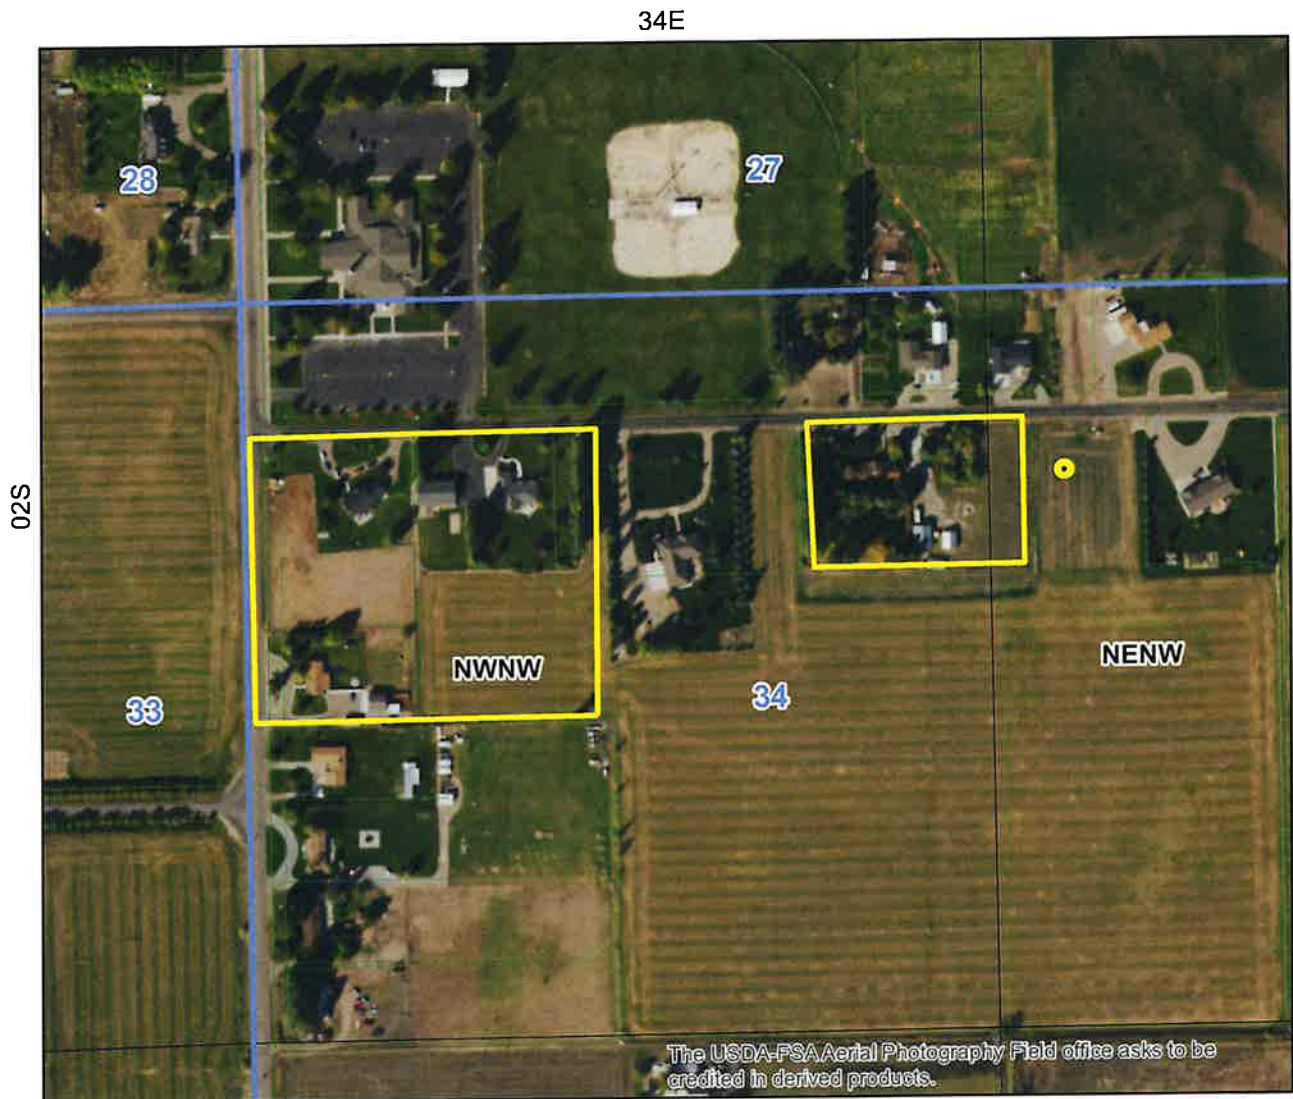 34E
28
27
02S
NWNW
NENW
33
34
The USDA-FSA Aerial Photography Field office asks to be
credited in derived products.